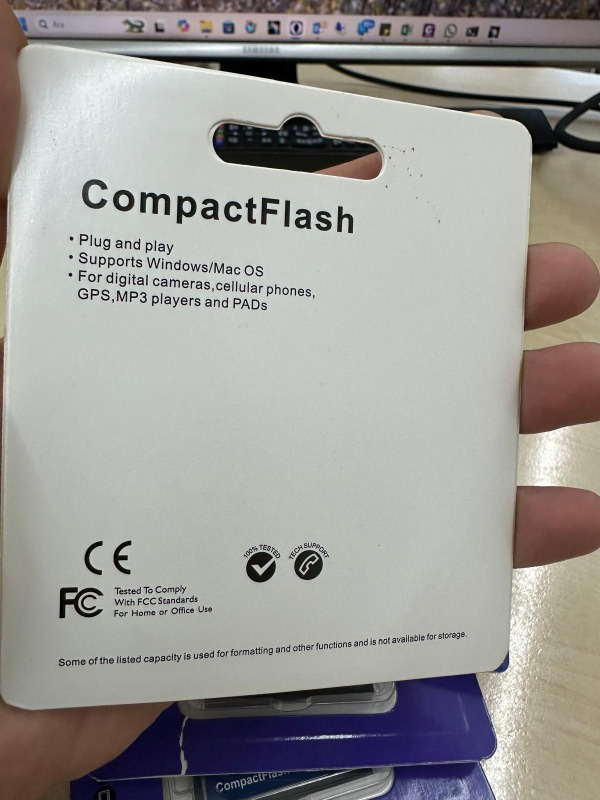 Ara
SAMSUNG
CompactFlash
• Plug and play
• Supports Windows/Mac OS
• For digital cameras,cellular phones,
GPS,MP3 players and PADs
CE
100% TESTED
TECH SUPPORT
FC
Tested To Comply
With FCC Standards
For Home or Office Use
Some of the listed capacity is used for formatting and other functions and is not available for storage.
CompactFlash